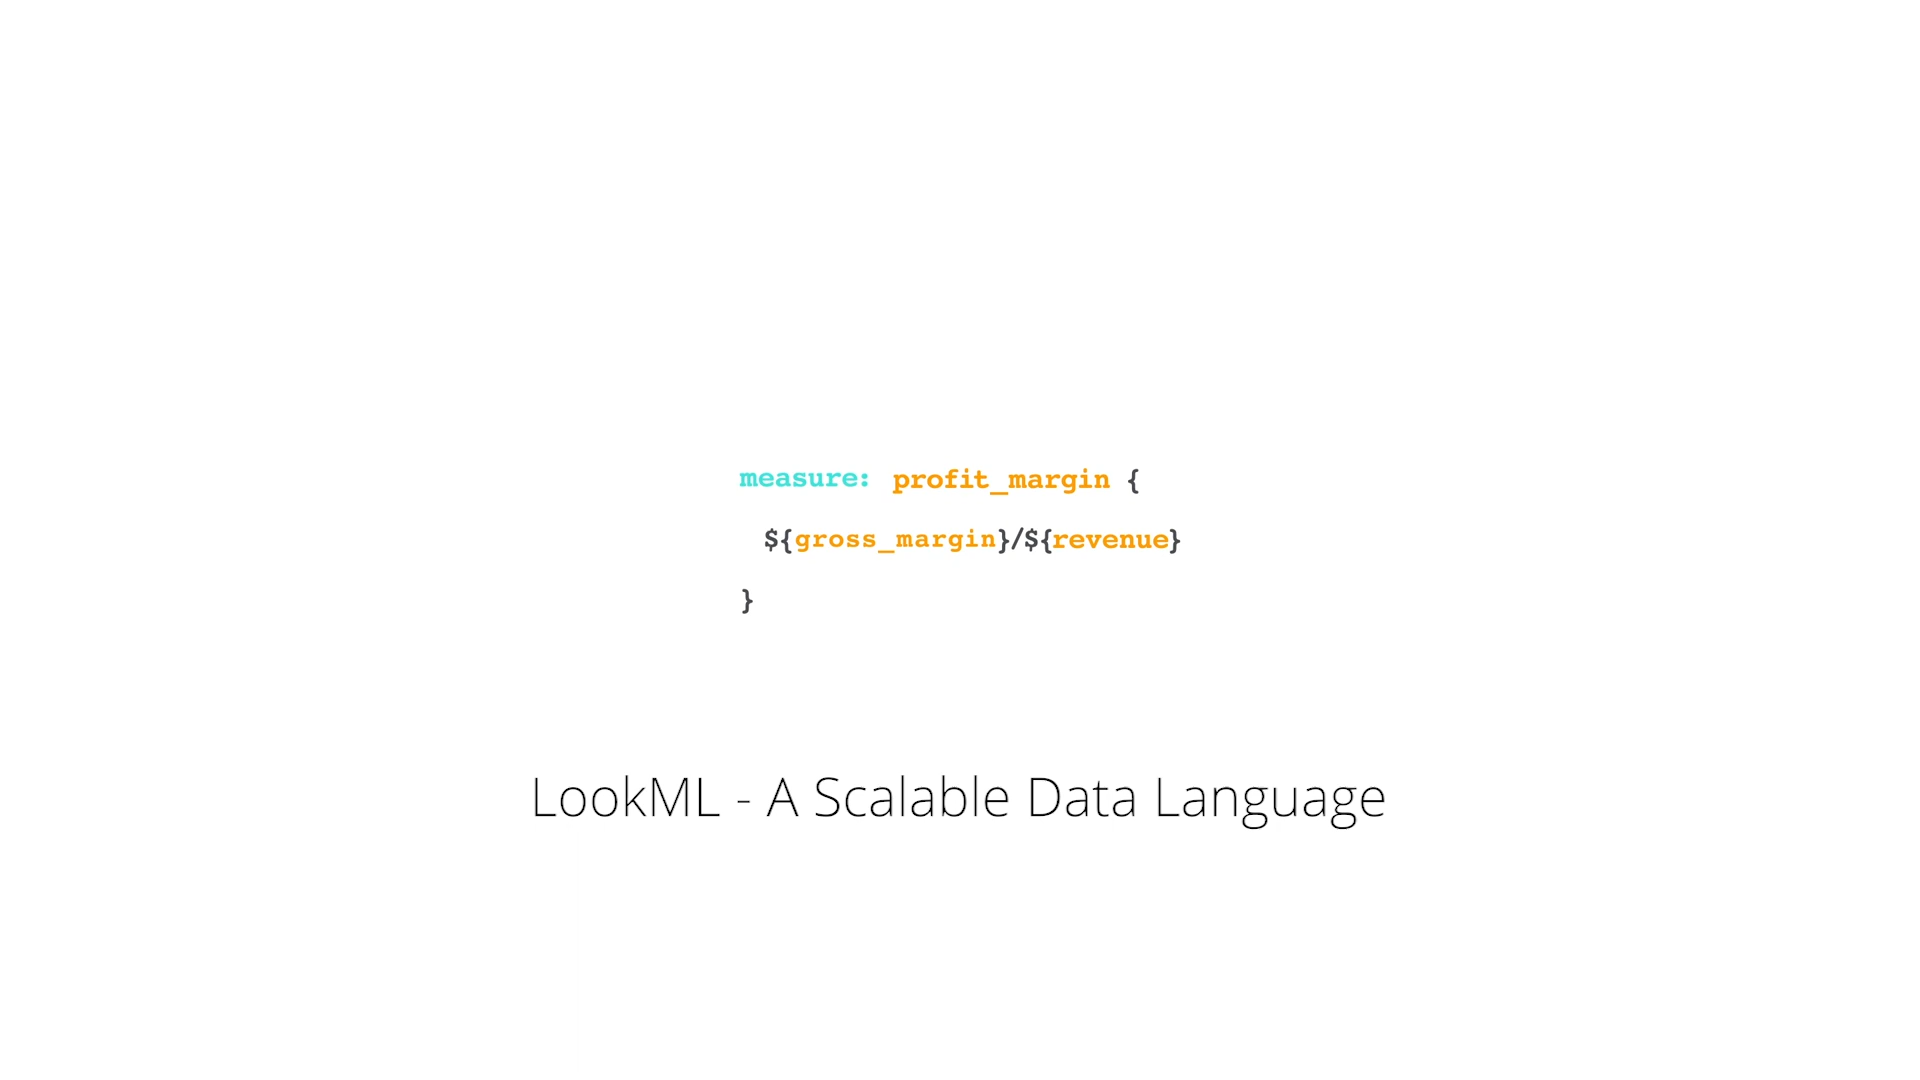 measure: profit_margin {
${gross_margin}/${revenue}
}
LookML - A Scalable Data Language